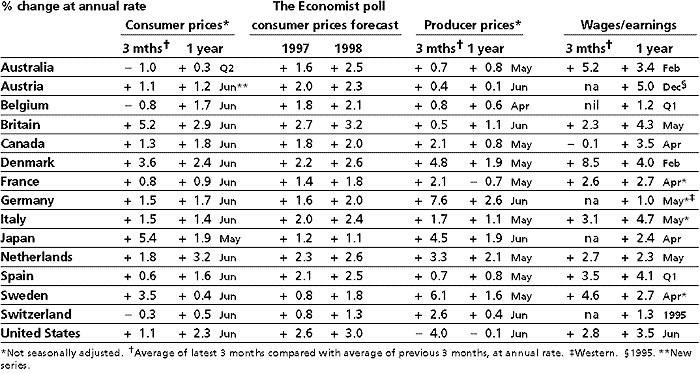 % change at annual rate The Economist poll
Consumer prices* consumer prices forecast Producer prices* Wages/earnings
3 mths† 1 year 1997 1998 3 mths† 1 year 3 mths† 1 year
Australia – 1.0 + 0.3 Q2 + 1.6 + 2.5 + 0.7 + 0.8 May + 5.2 + 3.4 Feb
Austria + 1.1 + 1.2 Jun** + 2.0 + 2.3 + 0.4 + 0.1 Jun na + 5.0 Dec§
Belgium – 0.8 + 1.7 Jun + 1.8 + 2.1 + 0.8 + 0.6 Apr nil + 1.2 Q1
Britain + 5.2 + 2.9 Jun + 2.7 + 3.2 + 0.5 + 1.1 Jun + 2.3 + 4.3 May
Canada + 1.3 + 1.8 Jun + 1.8 + 2.0 + 2.1 + 0.8 May – 0.1 + 3.5 Apr
Denmark + 3.6 + 2.4 Jun + 2.2 + 2.6 + 4.8 + 1.9 May + 8.5 + 4.0 Feb
France + 0.8 + 0.9 Jun + 1.4 + 1.8 + 2.1 – 0.7 May + 2.6 + 2.7 Apr*
Germany + 1.5 + 1.7 Jun + 1.6 + 2.0 + 7.6 + 2.6 Jun na + 1.0 May*‡
Italy + 1.5 + 1.4 Jun + 2.0 + 2.4 + 1.7 + 1.1 May + 3.1 + 4.7 May*
Japan + 5.4 + 1.9 May + 1.2 + 1.1 + 4.5 + 1.9 Jun na + 2.4 Apr
Netherlands + 1.8 + 3.2 Jun + 2.3 + 2.6 + 3.3 + 2.1 May + 2.7 + 2.3 May
Spain + 0.6 + 1.6 Jun + 2.1 + 2.5 + 0.7 + 0.8 May + 3.5 + 4.1 Q1
Sweden + 3.5 + 0.4 Jun + 0.8 + 1.8 + 6.1 + 1.6 May + 4.6 + 2.7 Apr*
Switzerland – 0.3 + 0.5 Jun + 0.8 + 1.3 + 2.6 + 0.4 Jun na + 1.3 1995
United States + 1.1 + 2.3 Jun + 2.6 + 3.0 – 4.0 – 0.1 Jun + 2.8 + 3.5 Jun
*Not seasonally adjusted. †Average of latest 3 months compared with average of previous 3 months, at annual rate. ‡Western. §1995. **New
series.